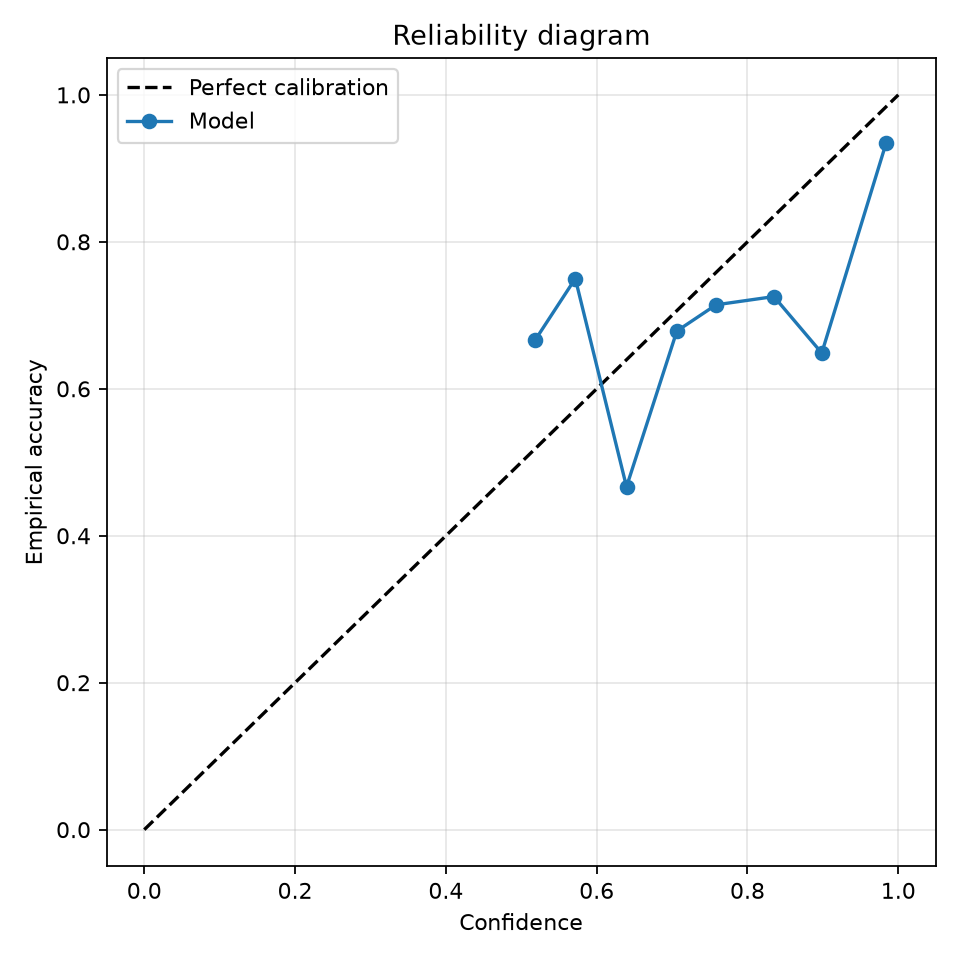 Reliability diagram
Perfect calibration
Model
1.0
0.8
0.6
0.4
0.2
0.0
Empirical accuracy
0.0 0.2 0.4 0.6 0.8 1.0
Confidence